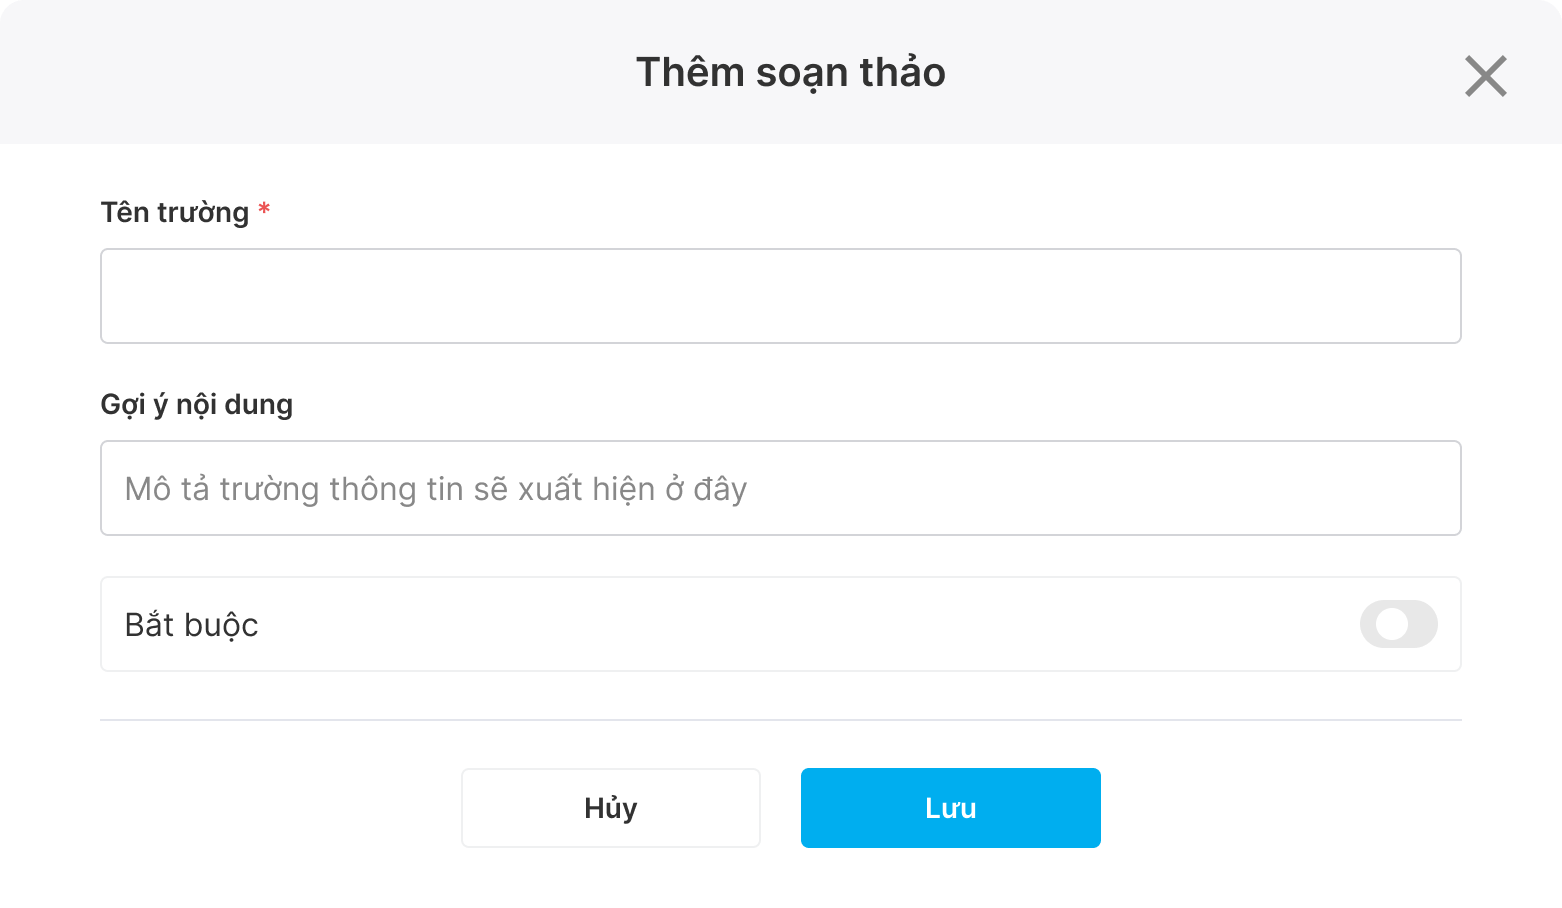 Thêm soạn thảo
Tên trường *
Gợi ý nội dung
Mô tả trường thông tin sẽ xuất hiện ở đây
Bắt buộc
Hủy
Lưu